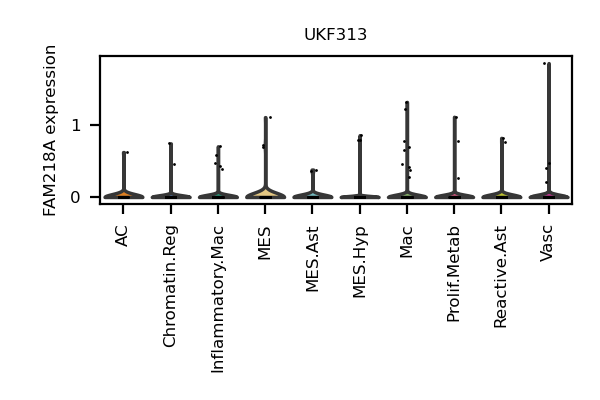 UKF313
FAM218A expression
1
0
AC
Chromatin.Reg
Inflammatory.Mac
MES
MES.Ast
MES.Hyp
Mac
Prolif.Metab
Reactive.Ast
Vasc